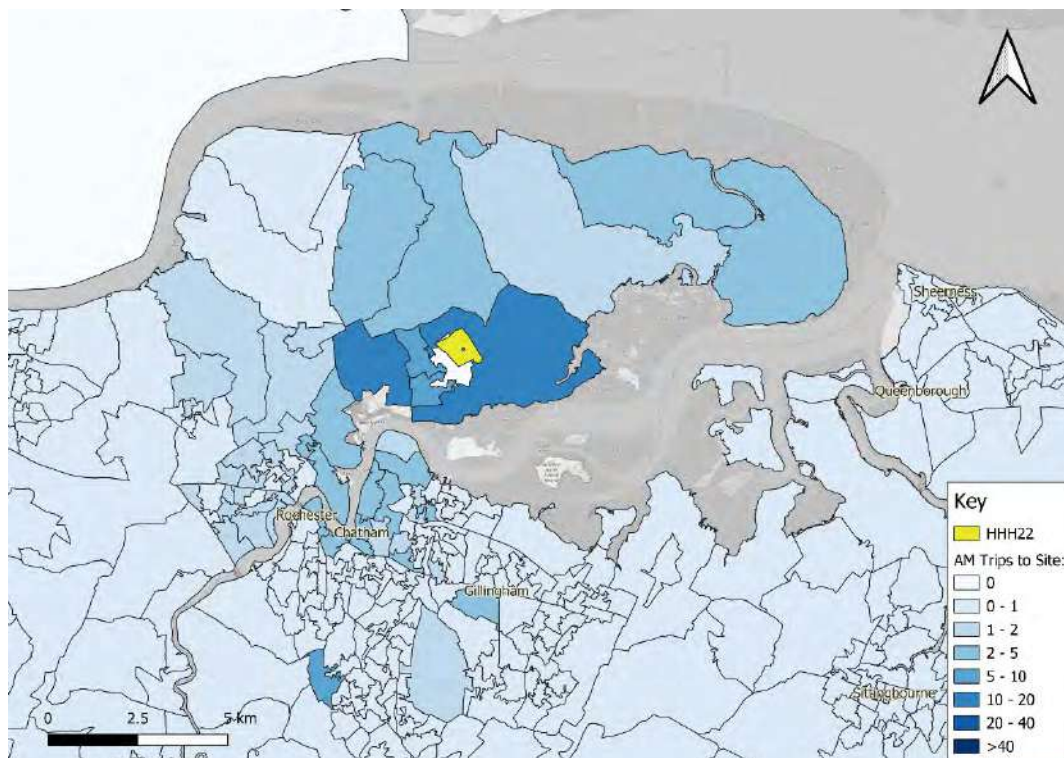 Sheerness
Queenborough
Rochester
Chatham
Gillingham
Sittingbourne
Key
HHH22
AM Trips to Site:
0
0 - 1
1 - 2
2 - 5
5 - 10
10 - 20
20 - 40
>40
0 2.5 5 km